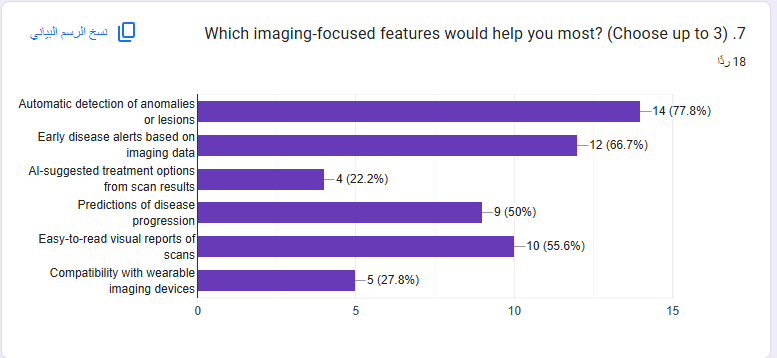 نسخ الرسم البياني
Which imaging-focused features would help you most? (Choose up to 3) .7
18 ردًا
Automatic detection of anomalies
or lesions
14 (77.8%)
Early disease alerts based on
imaging data
12 (66.7%)
AI-suggested treatment options
from scan results
4 (22.2%)
Predictions of disease
progression
9 (50%)
Easy-to-read visual reports of
scans
10 (55.6%)
Compatibility with wearable
imaging devices
5 (27.8%)
0
5
10
15